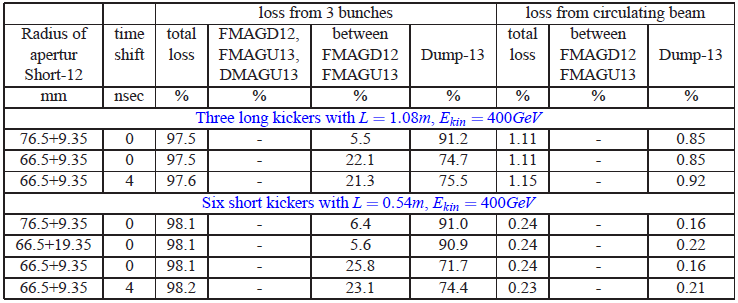 loss from 3 bunches loss from circulating beam
Radius of time total FMAGD12, between total between
apertur shift loss FMAGU13, FMAGD12 Dump-13 loss FMAGD12 Dump-13
Short-12 DMAGU13 FMAGU13 FMAGU13
mm nsec % % % % % % %
Three long kickers with L = 1.08m, Ekin = 400GeV
76.5+9.35 0 97.5 - 5.5 91.2 1.11 - 0.85
66.5+9.35 0 97.5 - 22.1 74.7 1.11 - 0.85
66.5+9.35 4 97.6 - 21.3 75.5 1.15 - 0.92
Six short kickers with L = 0.54m, Ekin = 400GeV
76.5+9.35 0 98.1 - 6.4 91.0 0.24 - 0.16
66.5+19.35 0 98.1 - 5.6 90.9 0.24 - 0.22
66.5+9.35 0 98.1 - 25.8 71.7 0.24 - 0.16
66.5+9.35 4 98.2 - 23.1 74.4 0.23 - 0.21